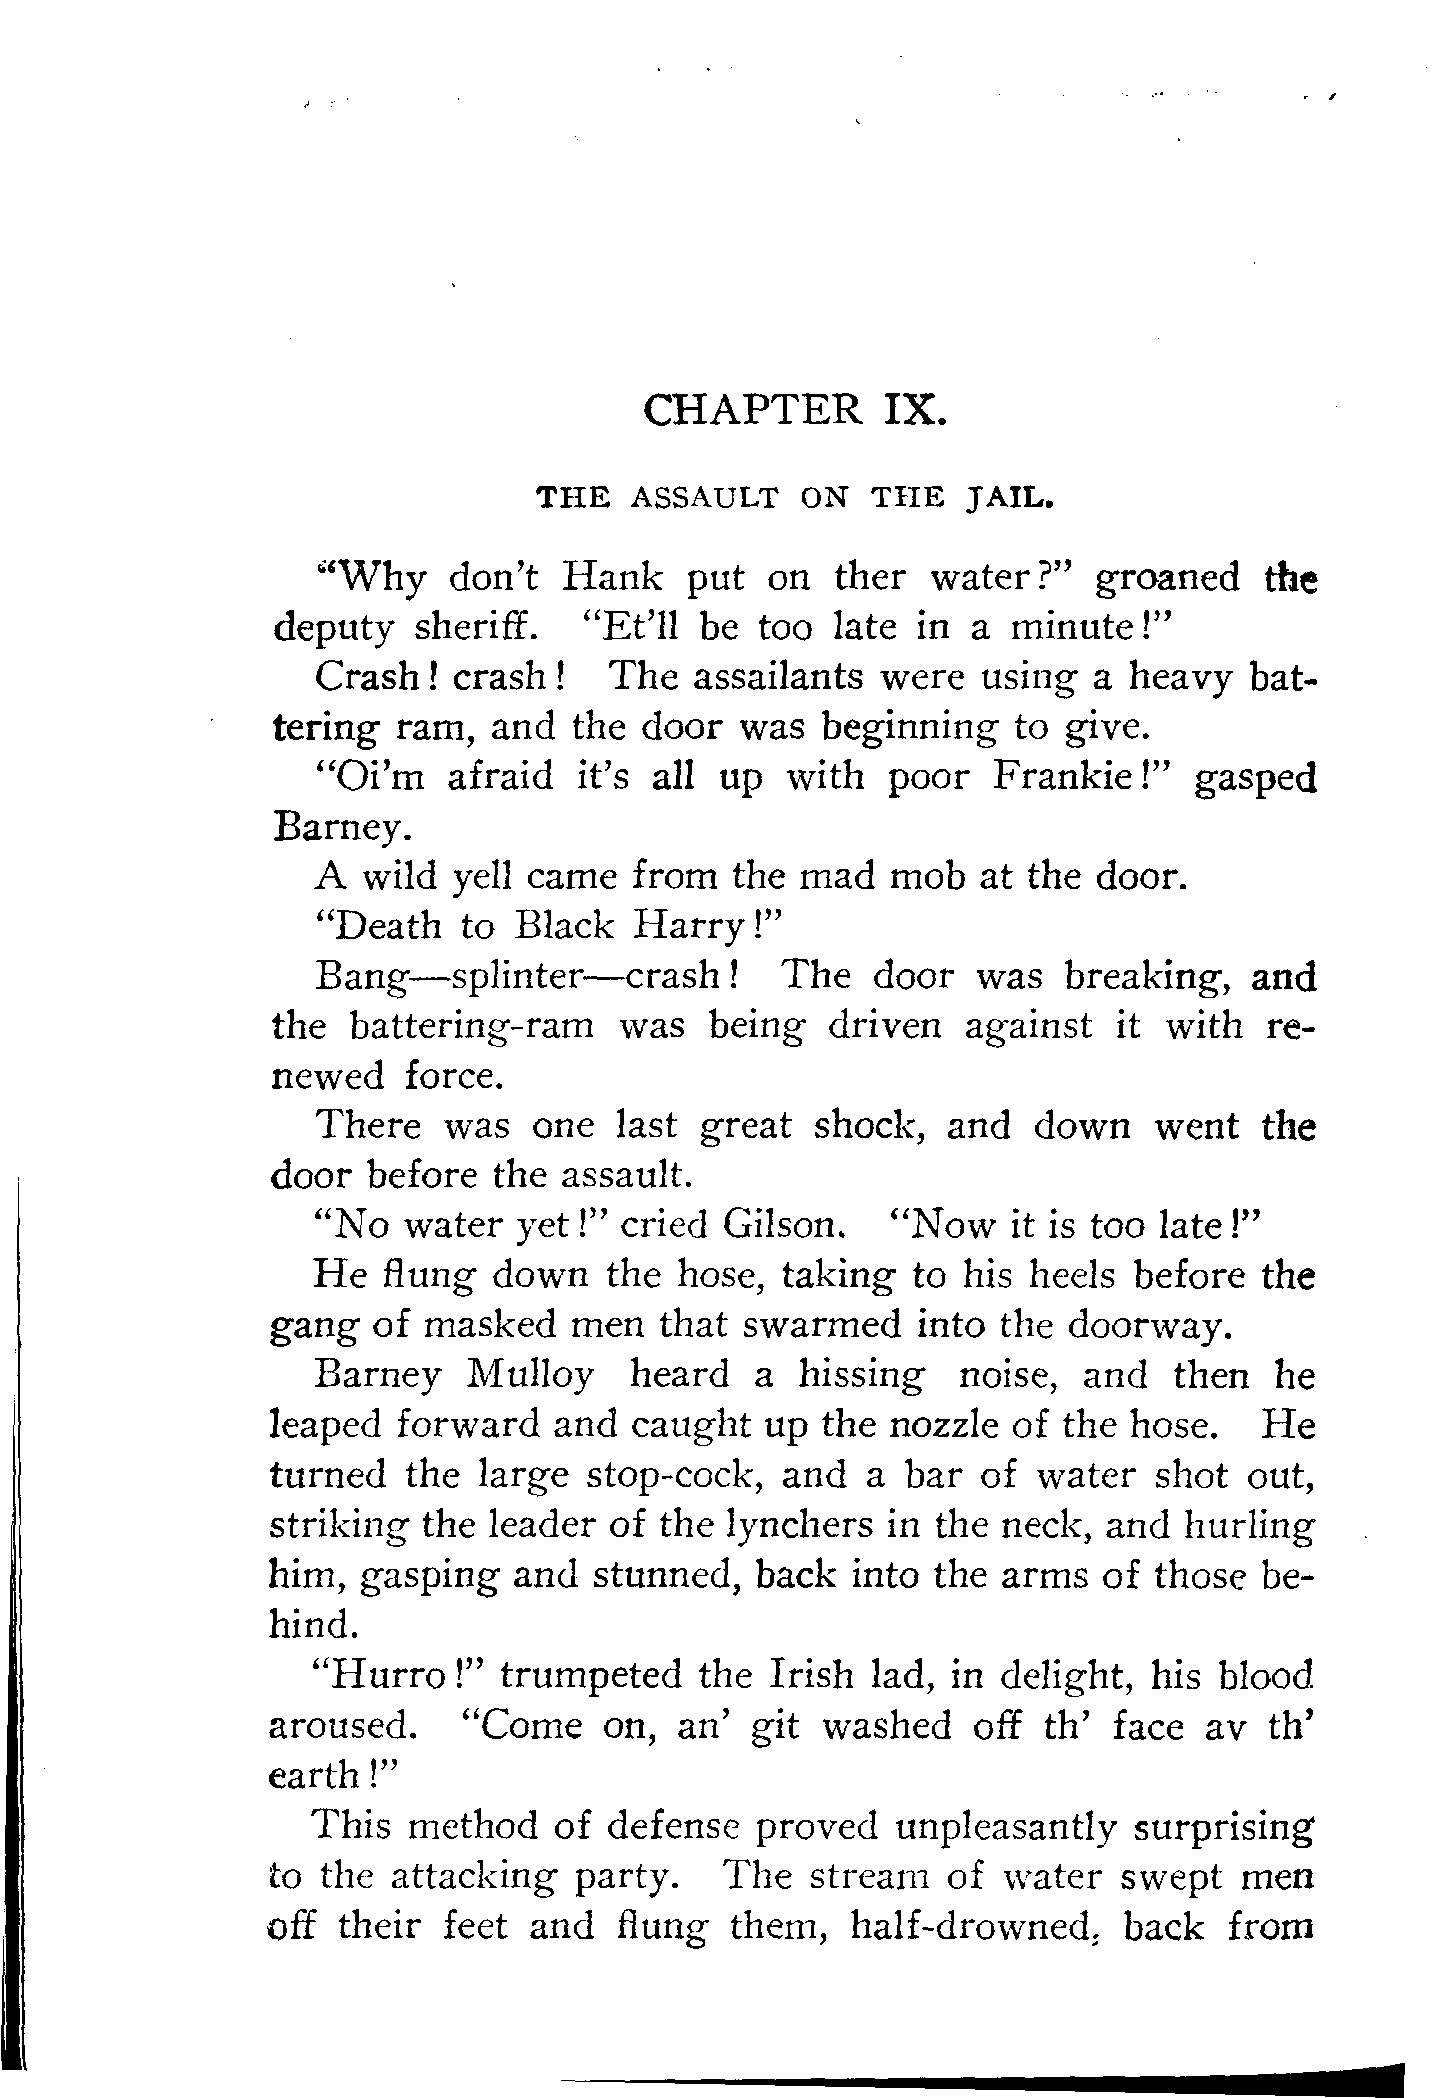 CHAPTER IX.
THE ASSAULT ON THE JAIL.
“Why don’t Hank put on ther water?” groaned the
deputy sheriff. “Et’ll be too late in a minute!”
Crash! crash! The assailants were using a heavy bat-
tering ram, and the door was beginning to give.
“Oi’m afraid it’s all up with poor Frankie!” gasped
Barney.
A wild yell came from the mad mob at the door.
“Death to Black Harry!”
Bang—splinter—crash! The door was breaking, and
the battering-ram was being driven against it with re-
newed force.
There was one last great shock, and down went the
door before the assault.
“No water yet!” cried Gilson. “Now it is too late!”
He flung down the hose, taking to his heels before the
gang of masked men that swarmed into the doorway.
Barney Mulloy heard a hissing noise, and then he
leaped forward and caught up the nozzle of the hose. He
turned the large stop-cock, and a bar of water shot out,
striking the leader of the lynchers in the neck, and hurling
him, gasping and stunned, back into the arms of those be-
hind.
“Hurro!” trumpeted the Irish lad, in delight, his blood
aroused. “Come on, an’ git washed off th’ face av th’
earth!”
This method of defense proved unpleasantly surprising
to the attacking party. The stream of water swept men
off their feet and flung them, half-drowned, back from